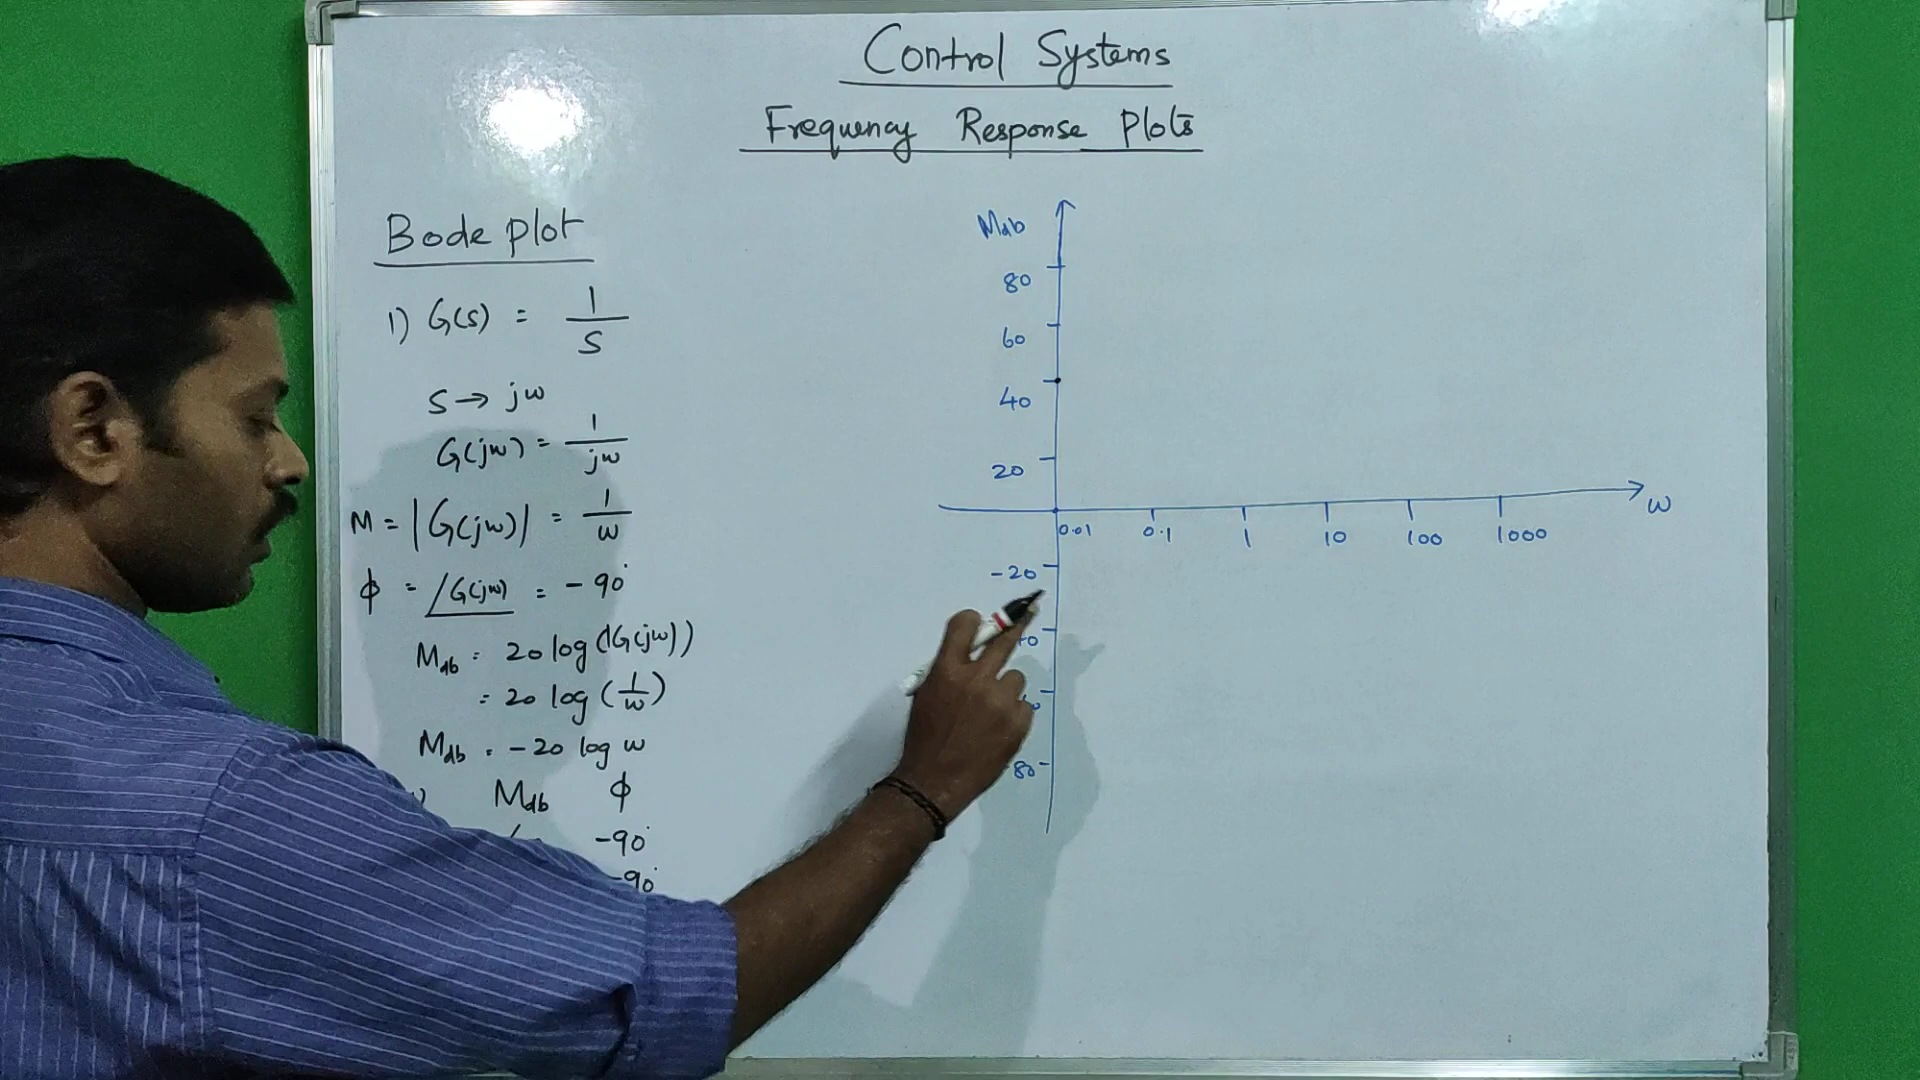 Control Systems
Frequency Response Plots
Bode plot
1) G(s) = 1/s
s → jω
G(jω) = 1/jω
M = |G(jω)| = 1/ω
ϕ = /G(jω) = -90°
Mdb = 20 log(|G(jω)|)
= 20 log (1/ω)
Mdb = -20 log ω
Mdb ϕ
-90°
-90°
Mdb
80
60
40
20
0.01 0.1 1 10 100 1000 ω
-20
80